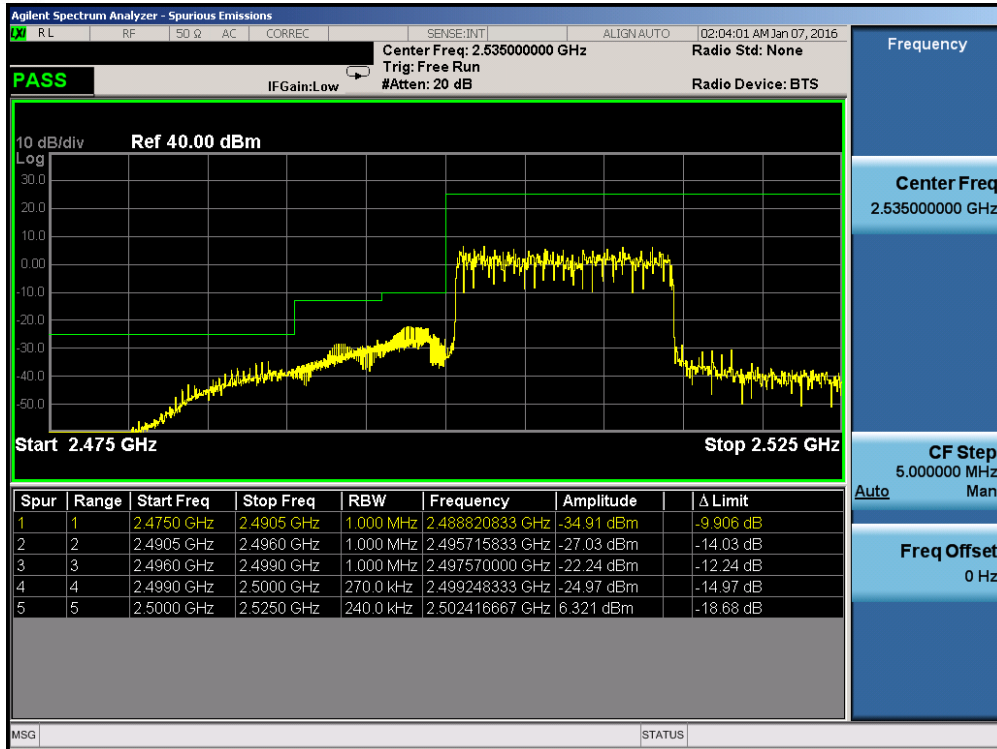 Agilent Spectrum Analyzer - Spurious Emissions
LXI RL RF 50 Ω AC CORREC SENSE:INT ALIGN AUTO 02:04:01 AM Jan 07, 2016
Center Freq: 2.535000000 GHz Radio Std: None
Trig: Free Run
PASS IFGain:Low #Atten: 20 dB Radio Device: BTS
10 dB/div Ref 40.00 dBm
Log
30.0
20.0
10.0
0.00
-10.0
-20.0
-30.0
-40.0
-50.0
Start 2.475 GHz Stop 2.525 GHz
Spur Range Start Freq Stop Freq RBW Frequency Amplitude Δ Limit
1 1 2.4750 GHz 2.4905 GHz 1.000 MHz 2.488820833 GHz -34.91 dBm -9.906 dB
2 2 2.4905 GHz 2.4960 GHz 1.000 MHz 2.495715833 GHz -27.03 dBm -14.03 dB
3 3 2.4960 GHz 2.4990 GHz 1.000 MHz 2.497570000 GHz -22.24 dBm -12.24 dB
4 4 2.4990 GHz 2.5000 GHz 270.0 kHz 2.499248333 GHz -24.97 dBm -14.97 dB
5 5 2.5000 GHz 2.5250 GHz 240.0 kHz 2.502416667 GHz 6.321 dBm -18.68 dB
MSG STATUS
Frequency
Center Freq
2.535000000 GHz
CF Step
5.000000 MHz
Auto Man
Freq Offset
0 Hz